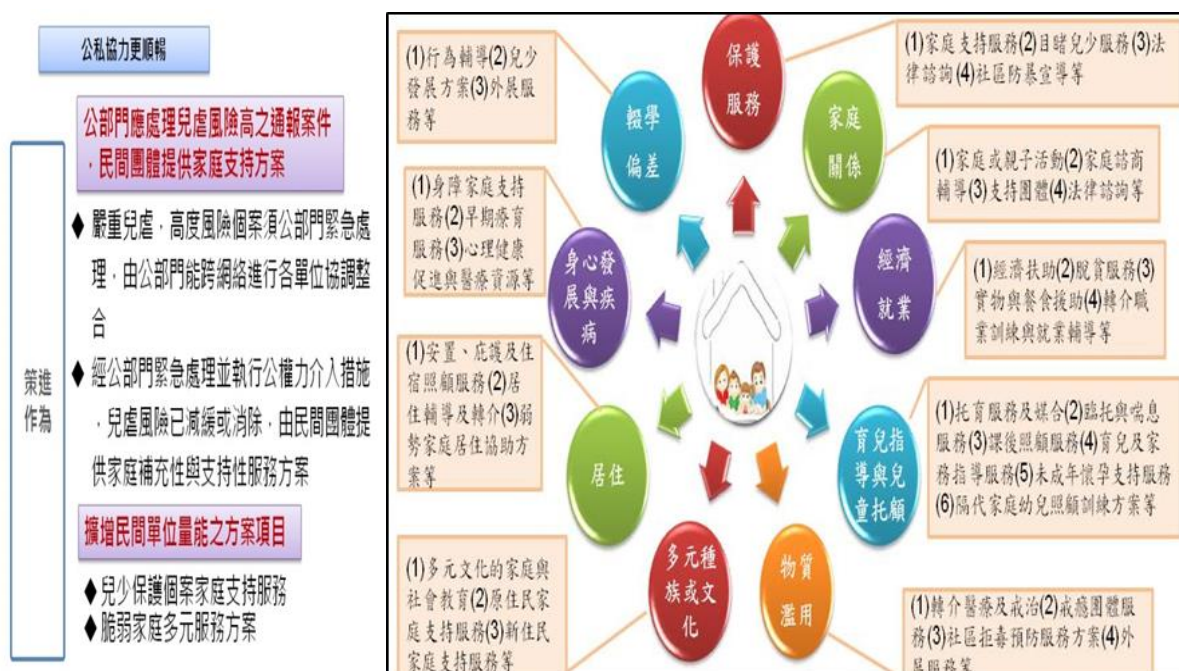 公私協力更順暢
公部門應處理兒虐風險高之通報案件
，民間團體提供家庭支持方案
◆ 嚴重兒虐，高度風險個案須公部門緊急處
理，由公部門能跨網絡進行各單位協調整
合
◆ 經公部門緊急處理並執行公權力介入措施
，兒虐風險已減緩或消除，由民間團體提
供家庭補充性與支持性服務方案
策進
作為
擴增民間單位量能之方案項目
◆ 兒少保護個案家庭支持服務
◆ 脆弱家庭多元服務方案
保護
服務
(1)家庭支持服務(2)目睹兒少服務(3)法
律諮詢(4)社區防暴宣導等
家庭
關係
(1)家庭或親子活動(2)家庭諮商
輔導(3)支持團體(4)法律諮詢等
經濟
就業
(1)經濟扶助(2)脫貧服務(3)
實物與餐食援助(4)轉介職
業訓練與就業輔導等
育兒指
導與兒
童托顧
(1)托育服務及媒合(2)臨托與喘息
服務(3)課後照顧服務(4)育兒及家
務指導服務(5)未成年懷孕支持服務
(6)隔代家庭幼兒照顧訓練方案等
物質
濫用
(1)轉介醫療及戒治(2)戒癮團體服
務(3)社區拒毒預防服務方案(4)外
展服務等
多元種
族或文
化
(1)多元文化的家庭與
社會教育(2)原住民家
庭支持服務(3)新住民
家庭支持服務等
居住
(1)安置、庇護及住
宿照顧服務(2)居
住輔導及轉介(3)弱
勢家庭居住協助方
案等
身心發
展與疾
病
(1)身障家庭支持
服務(2)早期療育
服務(3)心理健康
促進與醫療資源等
輟學
偏差
(1)行為輔導(2)兒少
發展方案(3)外展服
務等